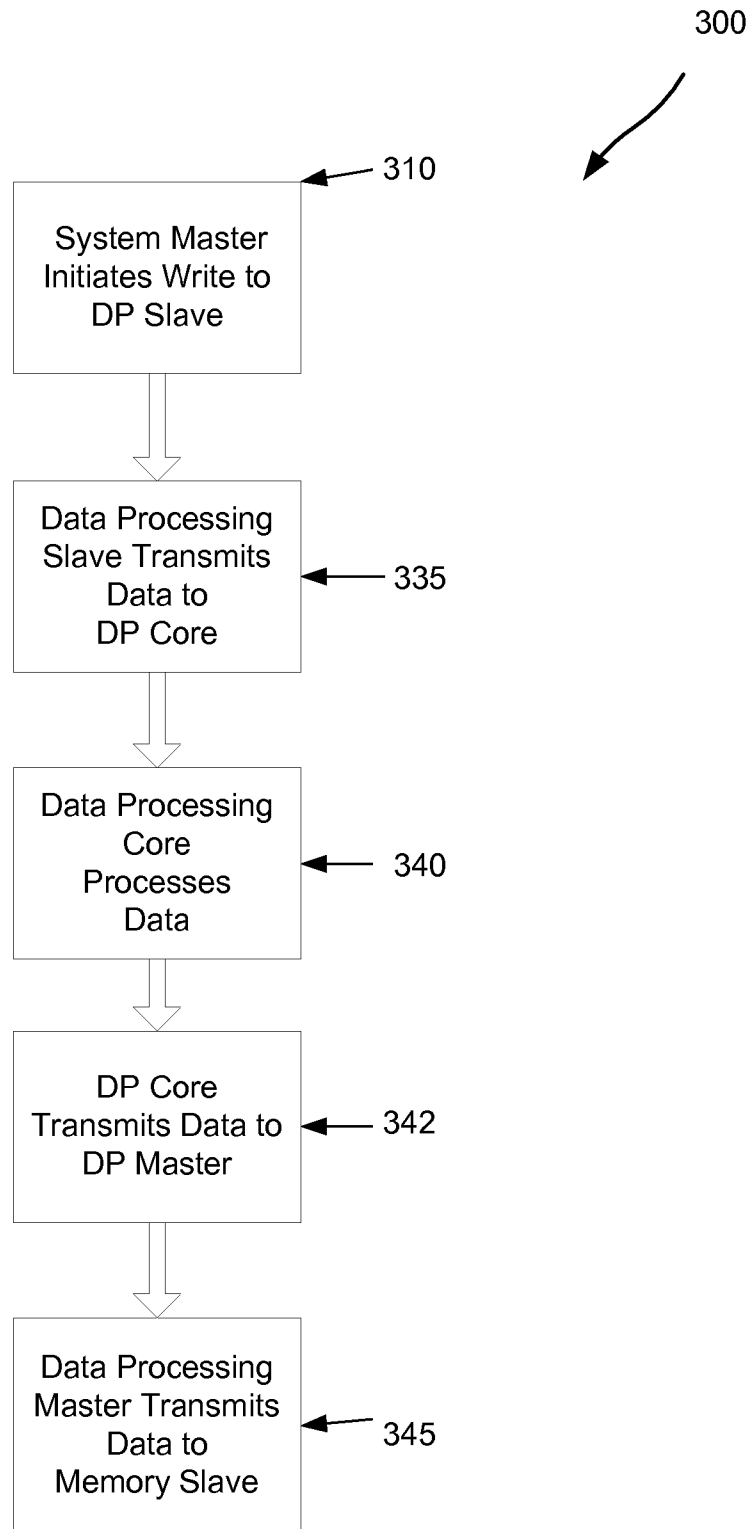 300
310
System Master
Initiates Write to
DP Slave
Data Processing
Slave Transmits
Data to
DP Core
335
Data Processing
Core
Processes
Data
340
DP Core
Transmits Data to
DP Master
342
Data Processing
Master Transmits
Data to
Memory Slave
345